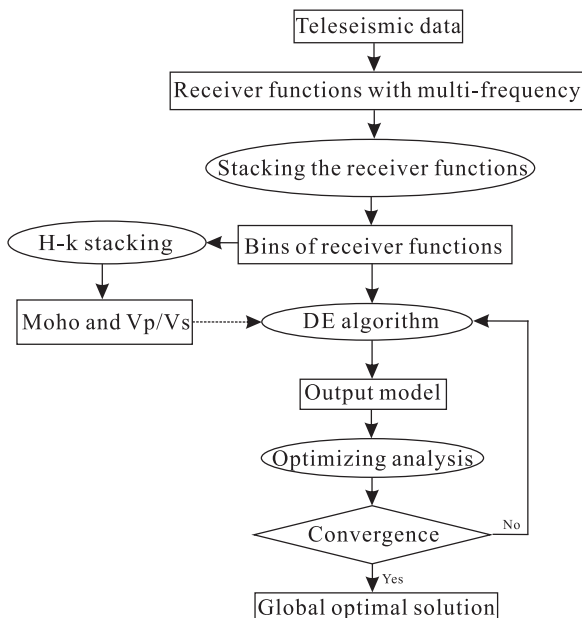 Teleseismic data
Receiver functions with multi-frequency
Stacking the receiver functions
H-k stacking
Bins of receiver functions
Moho and Vp/Vs
DE algorithm
Output model
Optimizing analysis
Convergence
No
Yes
Global optimal solution